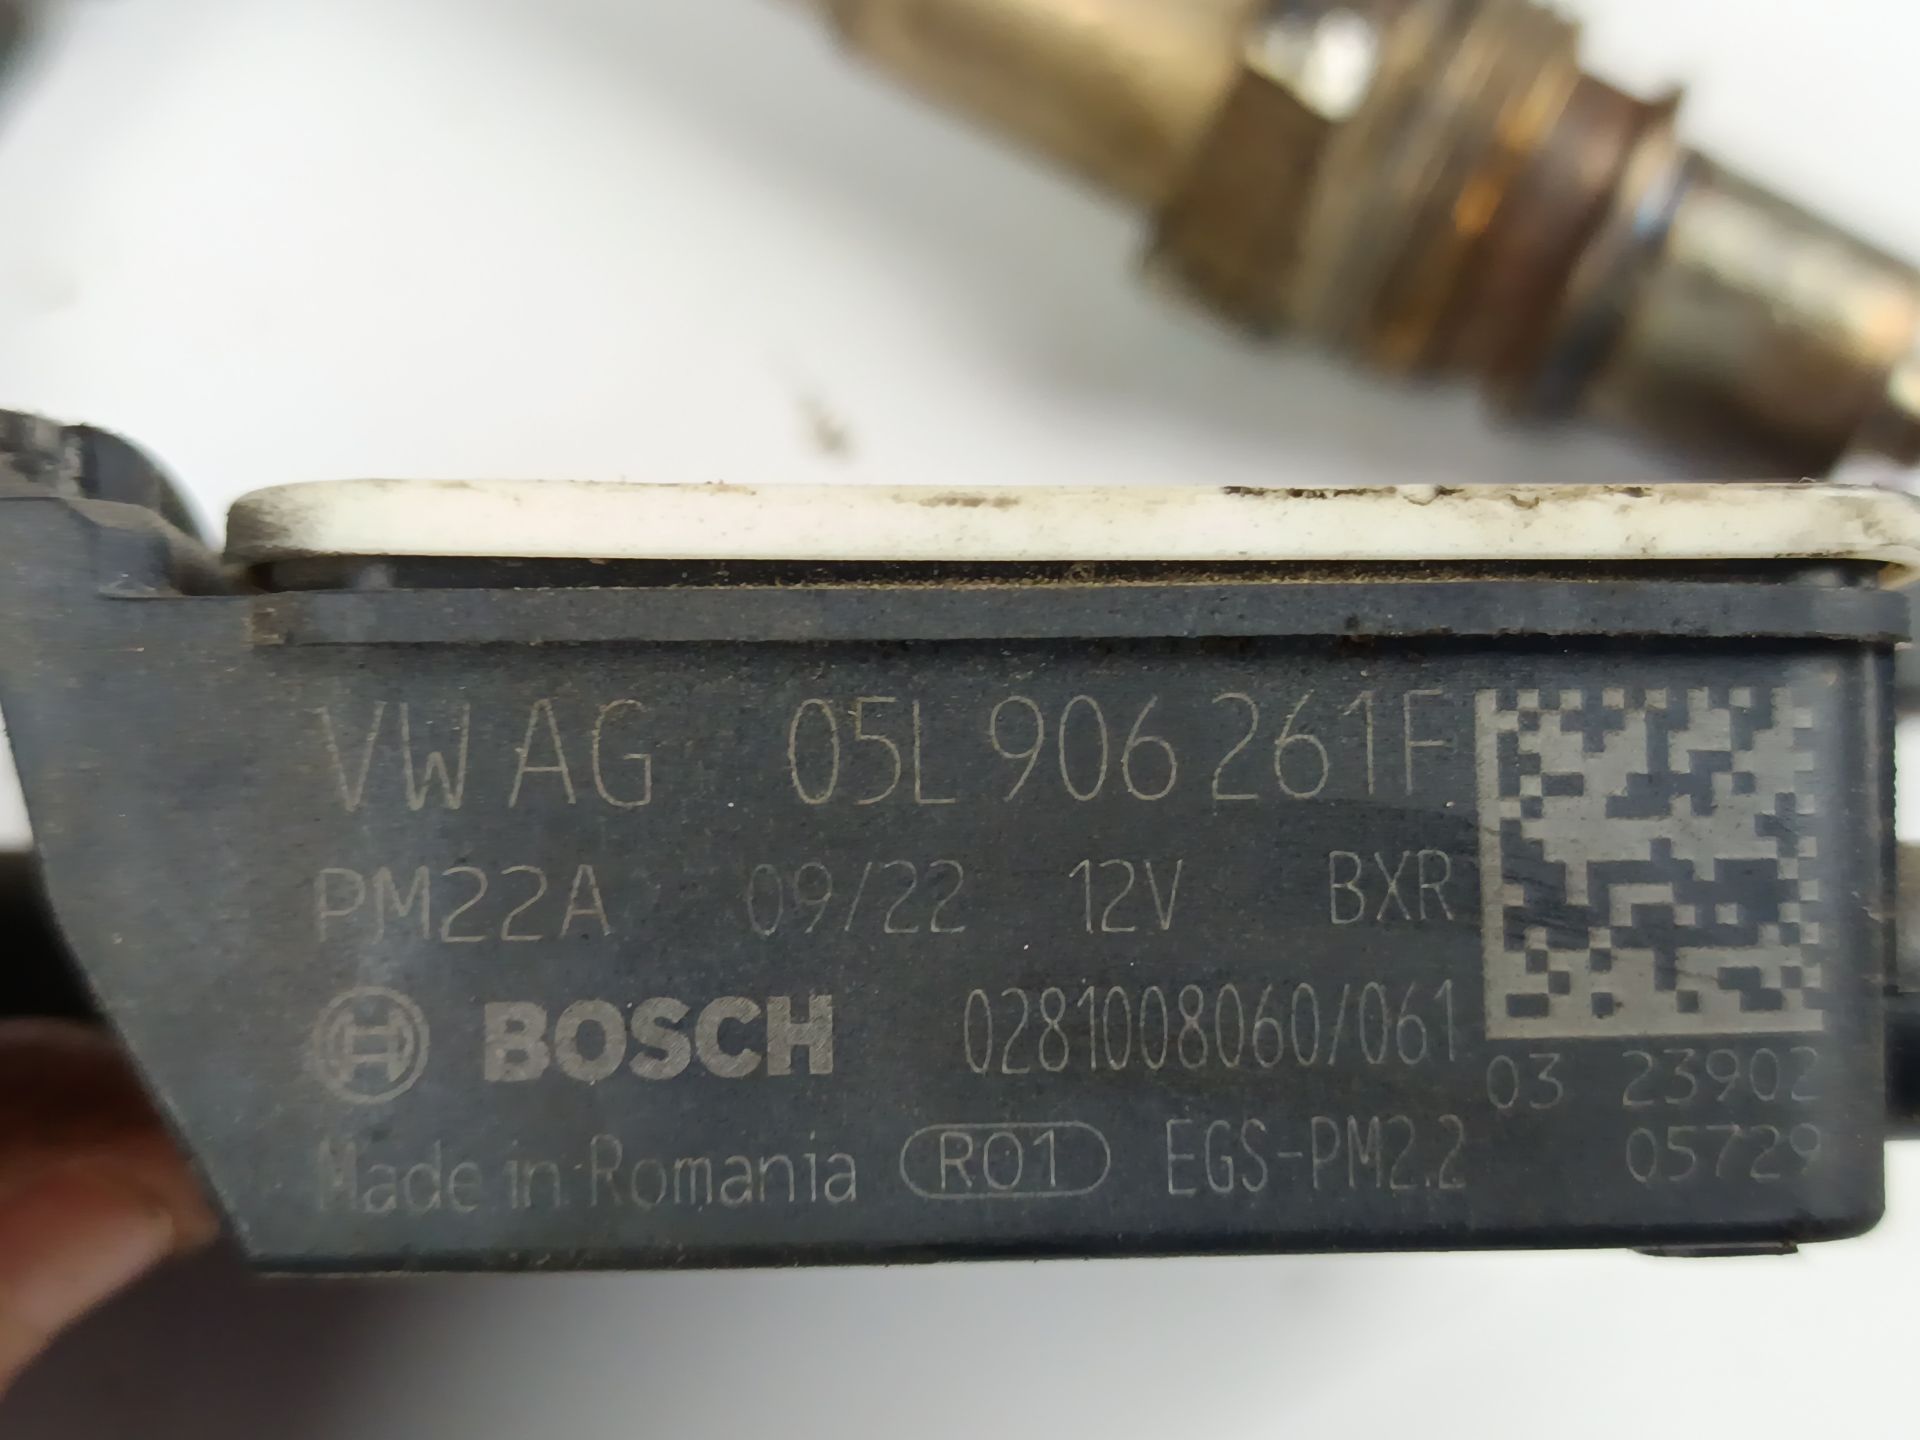 VW AG 05L 906 261F
PM22A 09/22 12V BXR
BOSCH 0281008060/061
03 23902
Made in Romania R01 EGS-PM2.2
05729